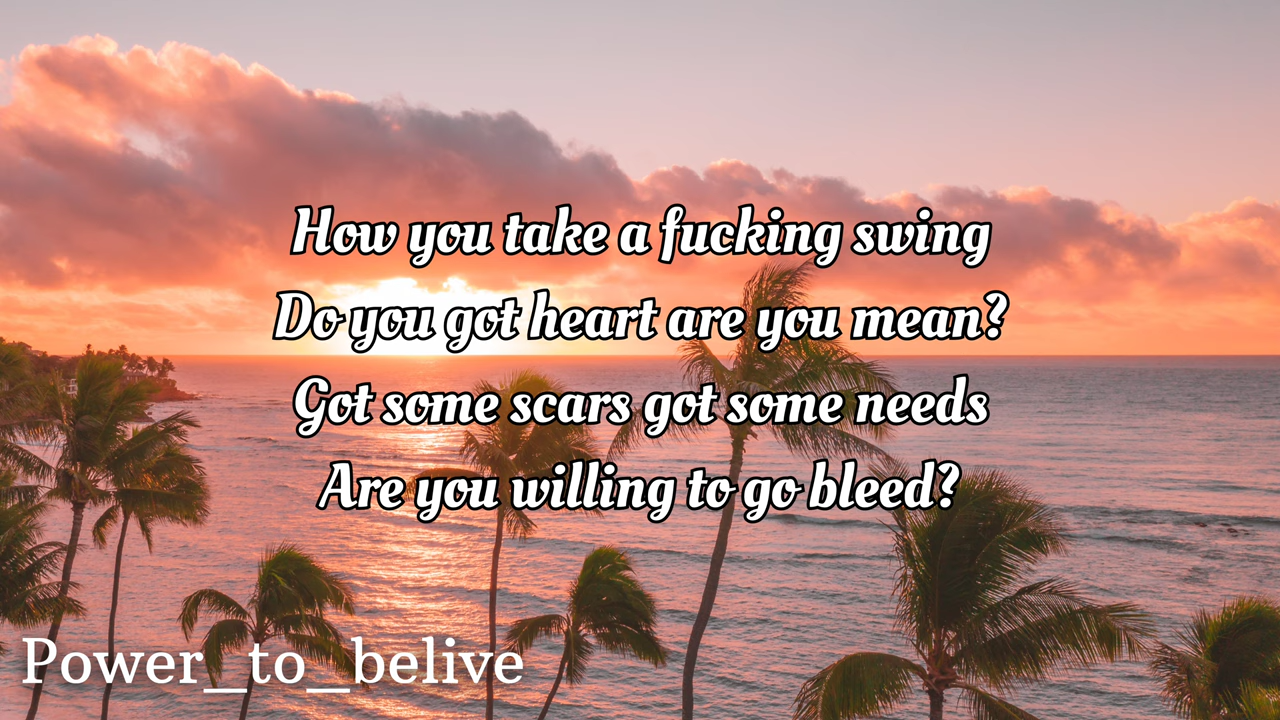 How you take a fucking swing
Do you got heart are you mean?
Got some scars got some needs
Are you willing to go bleed?
Power_to_belive